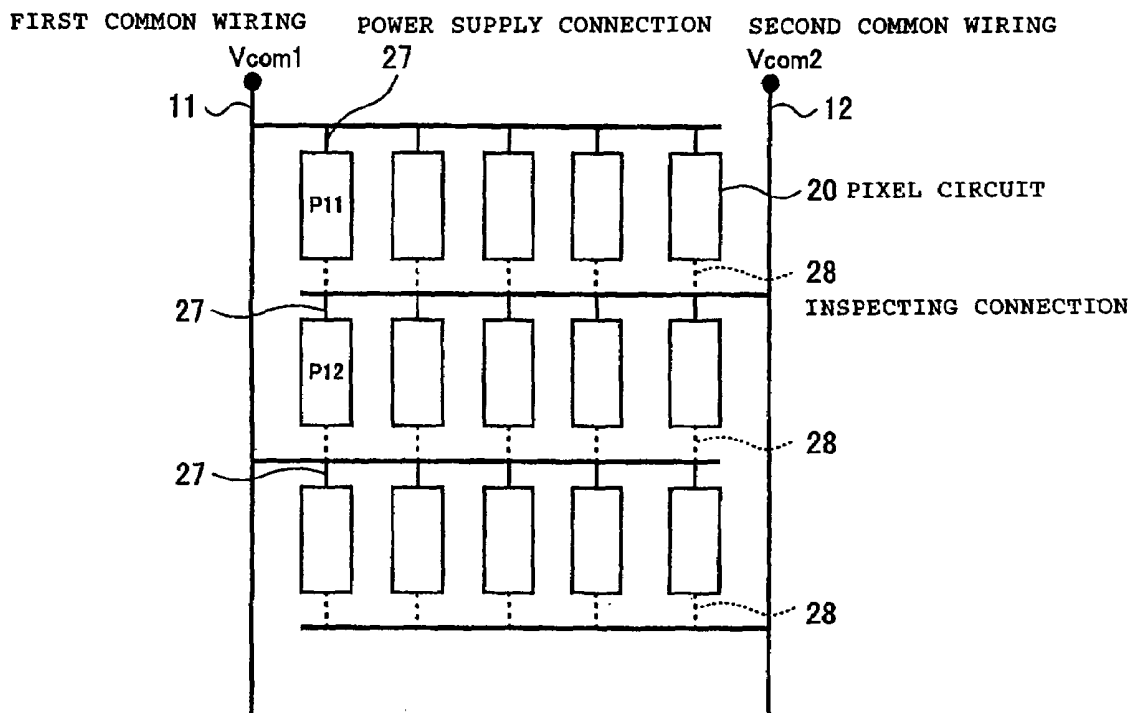 FIRST COMMON WIRING
POWER SUPPLY CONNECTION
SECOND COMMON WIRING
Vcom1
27
Vcom2
11
12
P11
20 PIXEL CIRCUIT
28
27
INSPECTING CONNECTION
P12
28
27
28